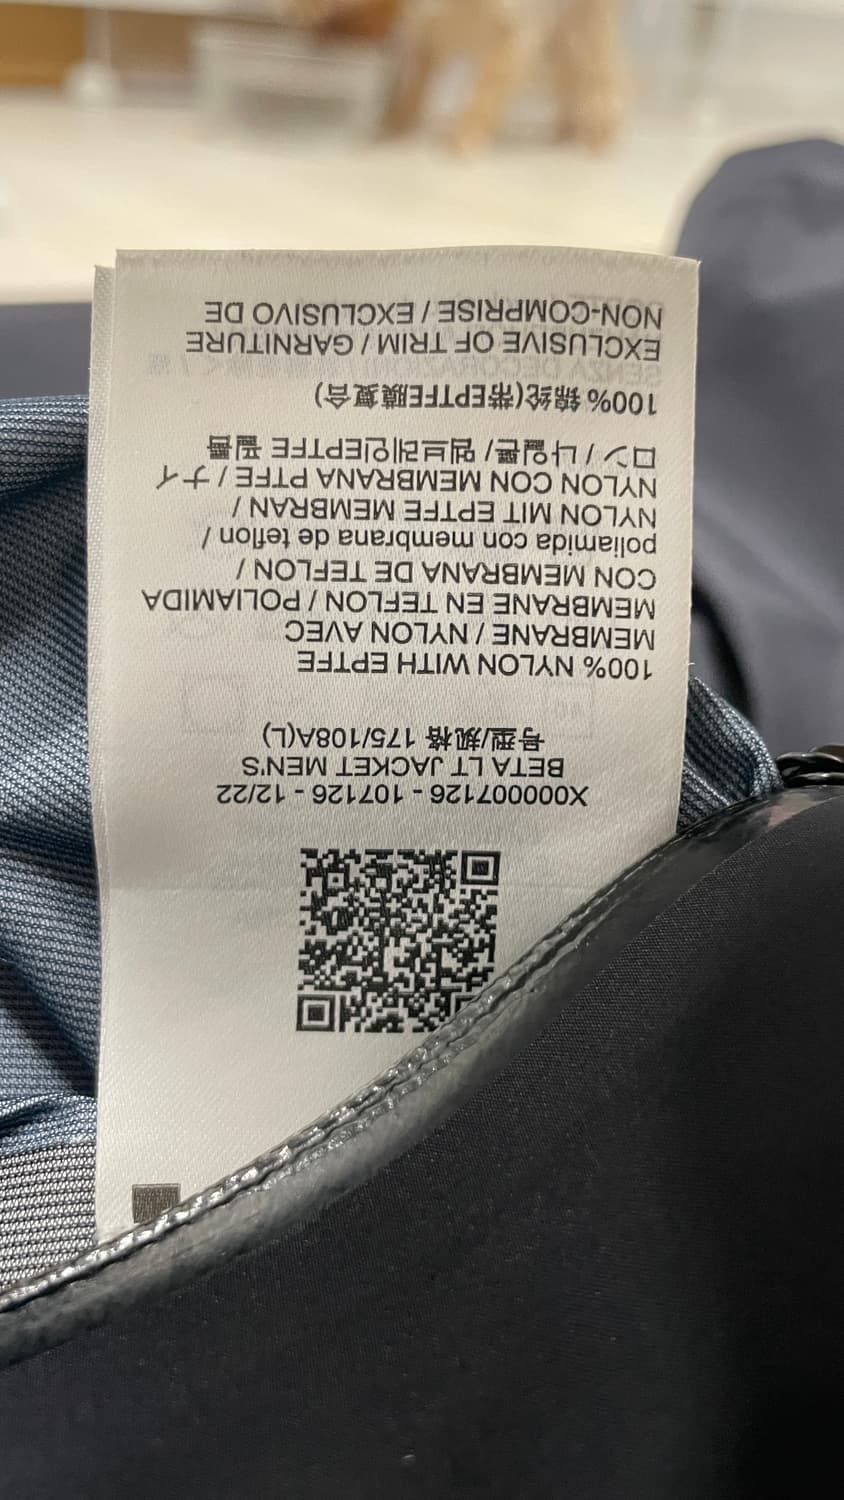 X000007126 - 107126 - 12/22
BETA LT JACKET MEN'S
号型/规格 175/108A(L)
100% NYLON WITH EPTFE
MEMBRANE / NYLON AVEC
MEMBRANE EN TEFLON / POLIAMIDA
CON MEMBRANA DE TEFLON /
poliamida con membrana de teflon /
NYLON MIT EPTFE MEMBRAN /
NYLON CON MEMBRANA PTFE / ナイ
ロン / 나일론/ 멤브레인EPTFE 필름
100% 锦纶(带EPTFE膜复合)
EXCLUSIVE OF TRIM / GARNITURE
NON-COMPRISE / EXCLUSIVO DE